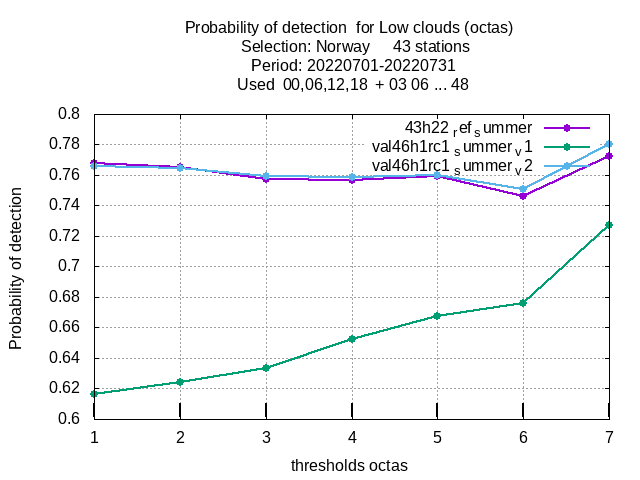 Probability of detection  for Low clouds (octas)
Selection: Norway     43 stations
Period: 20220701-20220731
Used  00,06,12,18  + 03 06 ... 48
0.8
43h22_ref_summer
0.78
val46h1rc1_summer_v1
0.76
val46h1rc1_summer_v2
0.74
0.72
0.7
0.68
0.66
0.64
0.62
0.6
Probability of detection
1 2 3 4 5 6 7
thresholds octas